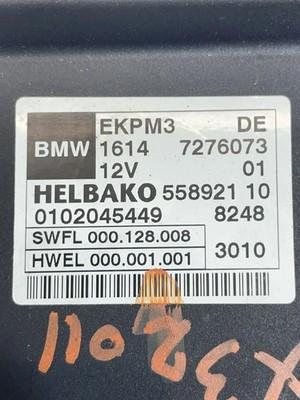 EKPM3 DE
BMW 1614 7276073
12V 01
HELBAKO 558921 10
0102045449 8248
SWFL 000.128.008
HWEL 000.001.001 3010